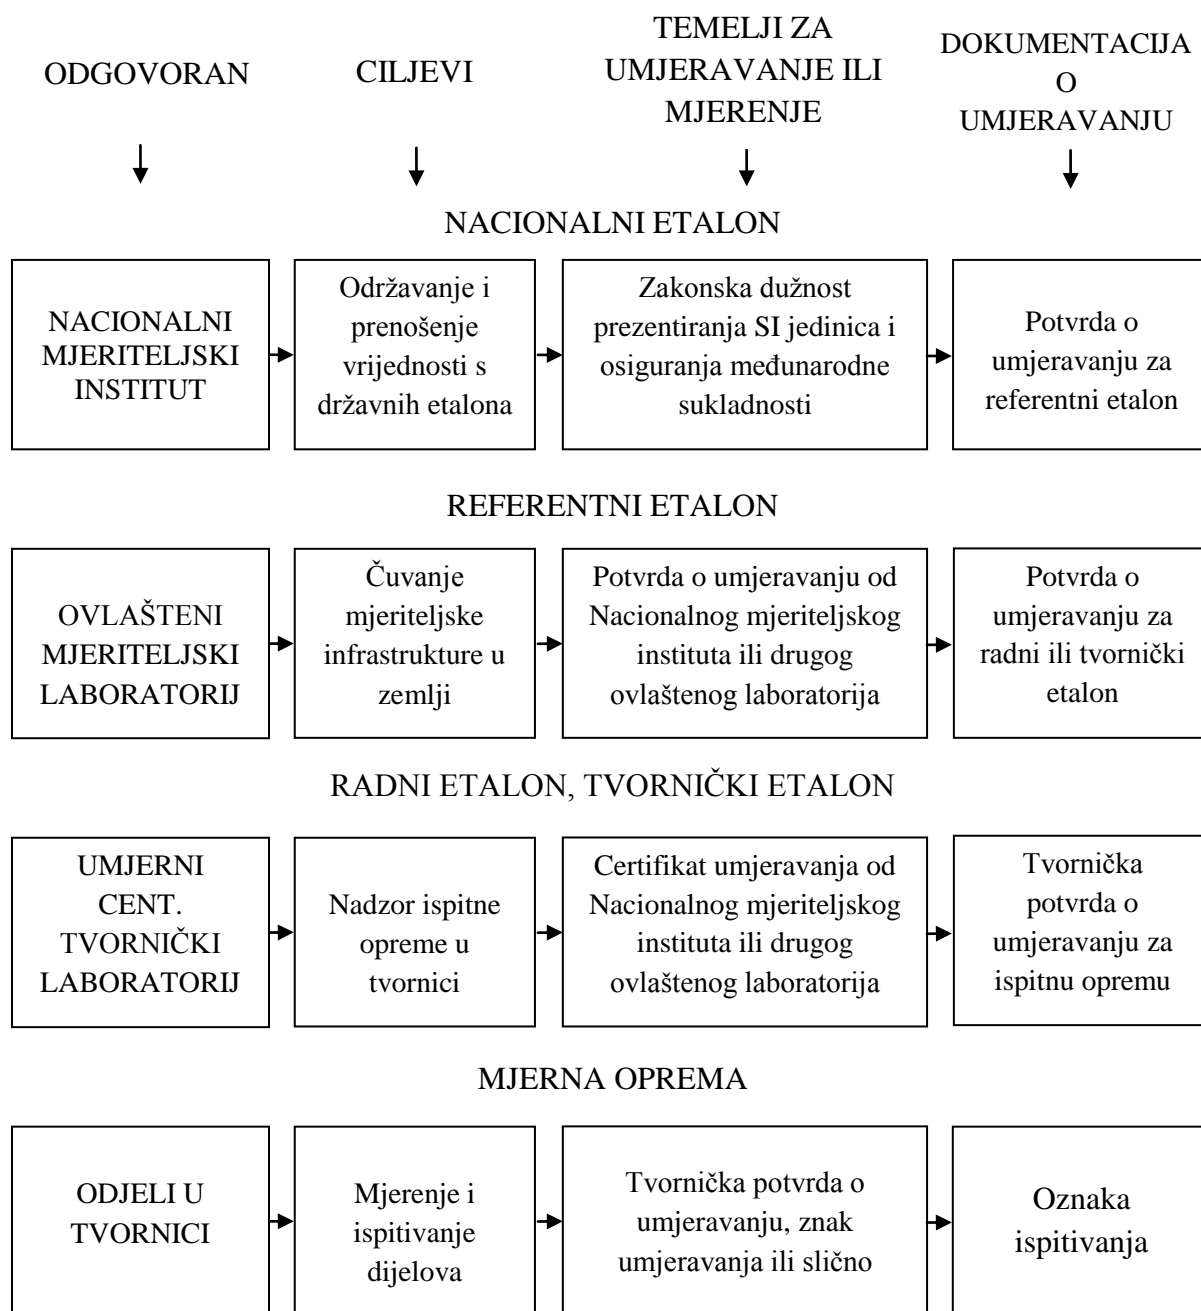 ODGOVORAN
CILJEVI
TEMELJI ZA
UMJERAVANJE ILI
MJERENJE
DOKUMENTACIJA
O
UMJERAVANJU
NACIONALNI ETALON
NACIONALNI
MJERITELJSKI
INSTITUT
Održavanje i
prenošenje
vrijednosti s
državnih etalona
Zakonska dužnost
prezentiranja SI jedinica i
osiguranja međunarodne
sukladnosti
Potvrda o
umjeravanju za
referentni etalon
REFERENTNI ETALON
OVLAŠTENI
MJERITELJSKI
LABORATORIJ
Čuvanje
mjeriteljske
infrastrukture u
zemlji
Potvrda o umjeravanju od
Nacionalnog mjeriteljskog
instituta ili drugog
ovlaštenog laboratorija
Potvrda o
umjeravanju za
radni ili tvornički
etalon
RADNI ETALON, TVORNIČKI ETALON
UMJERNI
CENT.
TVORNIČKI
LABORATORIJ
Nadzor ispitne
opreme u
tvornici
Certifikat umjeravanja od
Nacionalnog mjeriteljskog
instituta ili drugog
ovlaštenog laboratorija
Tvornička
potvrda o
umjeravanju za
ispitnu opremu
MJERNA OPREMA
ODJELI U
TVORNICI
Mjerenje i
ispitivanje
dijelova
Tvornička potvrda o
umjeravanju, znak
umjeravanja ili slično
Oznaka
ispitivanja